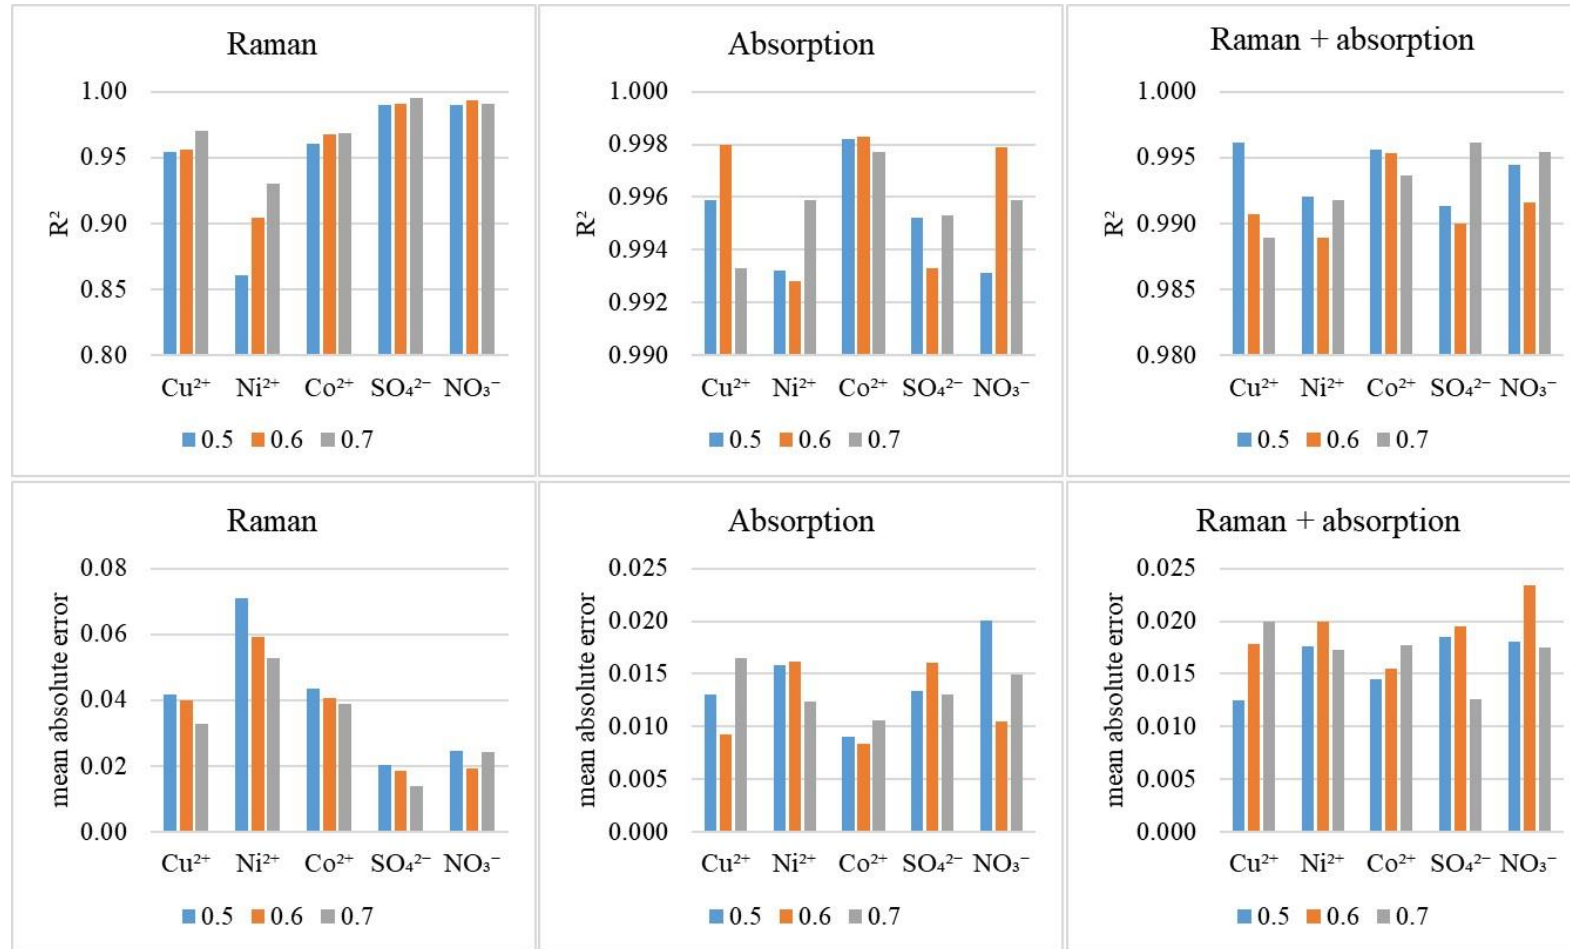 Raman
R²
1.00
0.95
0.90
0.85
0.80
Cu²⁺ Ni²⁺ Co²⁺ SO₄²⁻ NO₃⁻
0.5 0.6 0.7
Absorption
R²
1.000
0.998
0.996
0.994
0.992
0.990
Cu²⁺ Ni²⁺ Co²⁺ SO₄²⁻ NO₃⁻
0.5 0.6 0.7
Raman + absorption
R²
1.000
0.995
0.990
0.985
0.980
Cu²⁺ Ni²⁺ Co²⁺ SO₄²⁻ NO₃⁻
0.5 0.6 0.7
Raman
mean absolute error
0.08
0.06
0.04
0.02
0.00
Cu²⁺ Ni²⁺ Co²⁺ SO₄²⁻ NO₃⁻
0.5 0.6 0.7
Absorption
mean absolute error
0.025
0.020
0.015
0.010
0.005
0.000
Cu²⁺ Ni²⁺ Co²⁺ SO₄²⁻ NO₃⁻
0.5 0.6 0.7
Raman + absorption
mean absolute error
0.025
0.020
0.015
0.010
0.005
0.000
Cu²⁺ Ni²⁺ Co²⁺ SO₄²⁻ NO₃⁻
0.5 0.6 0.7